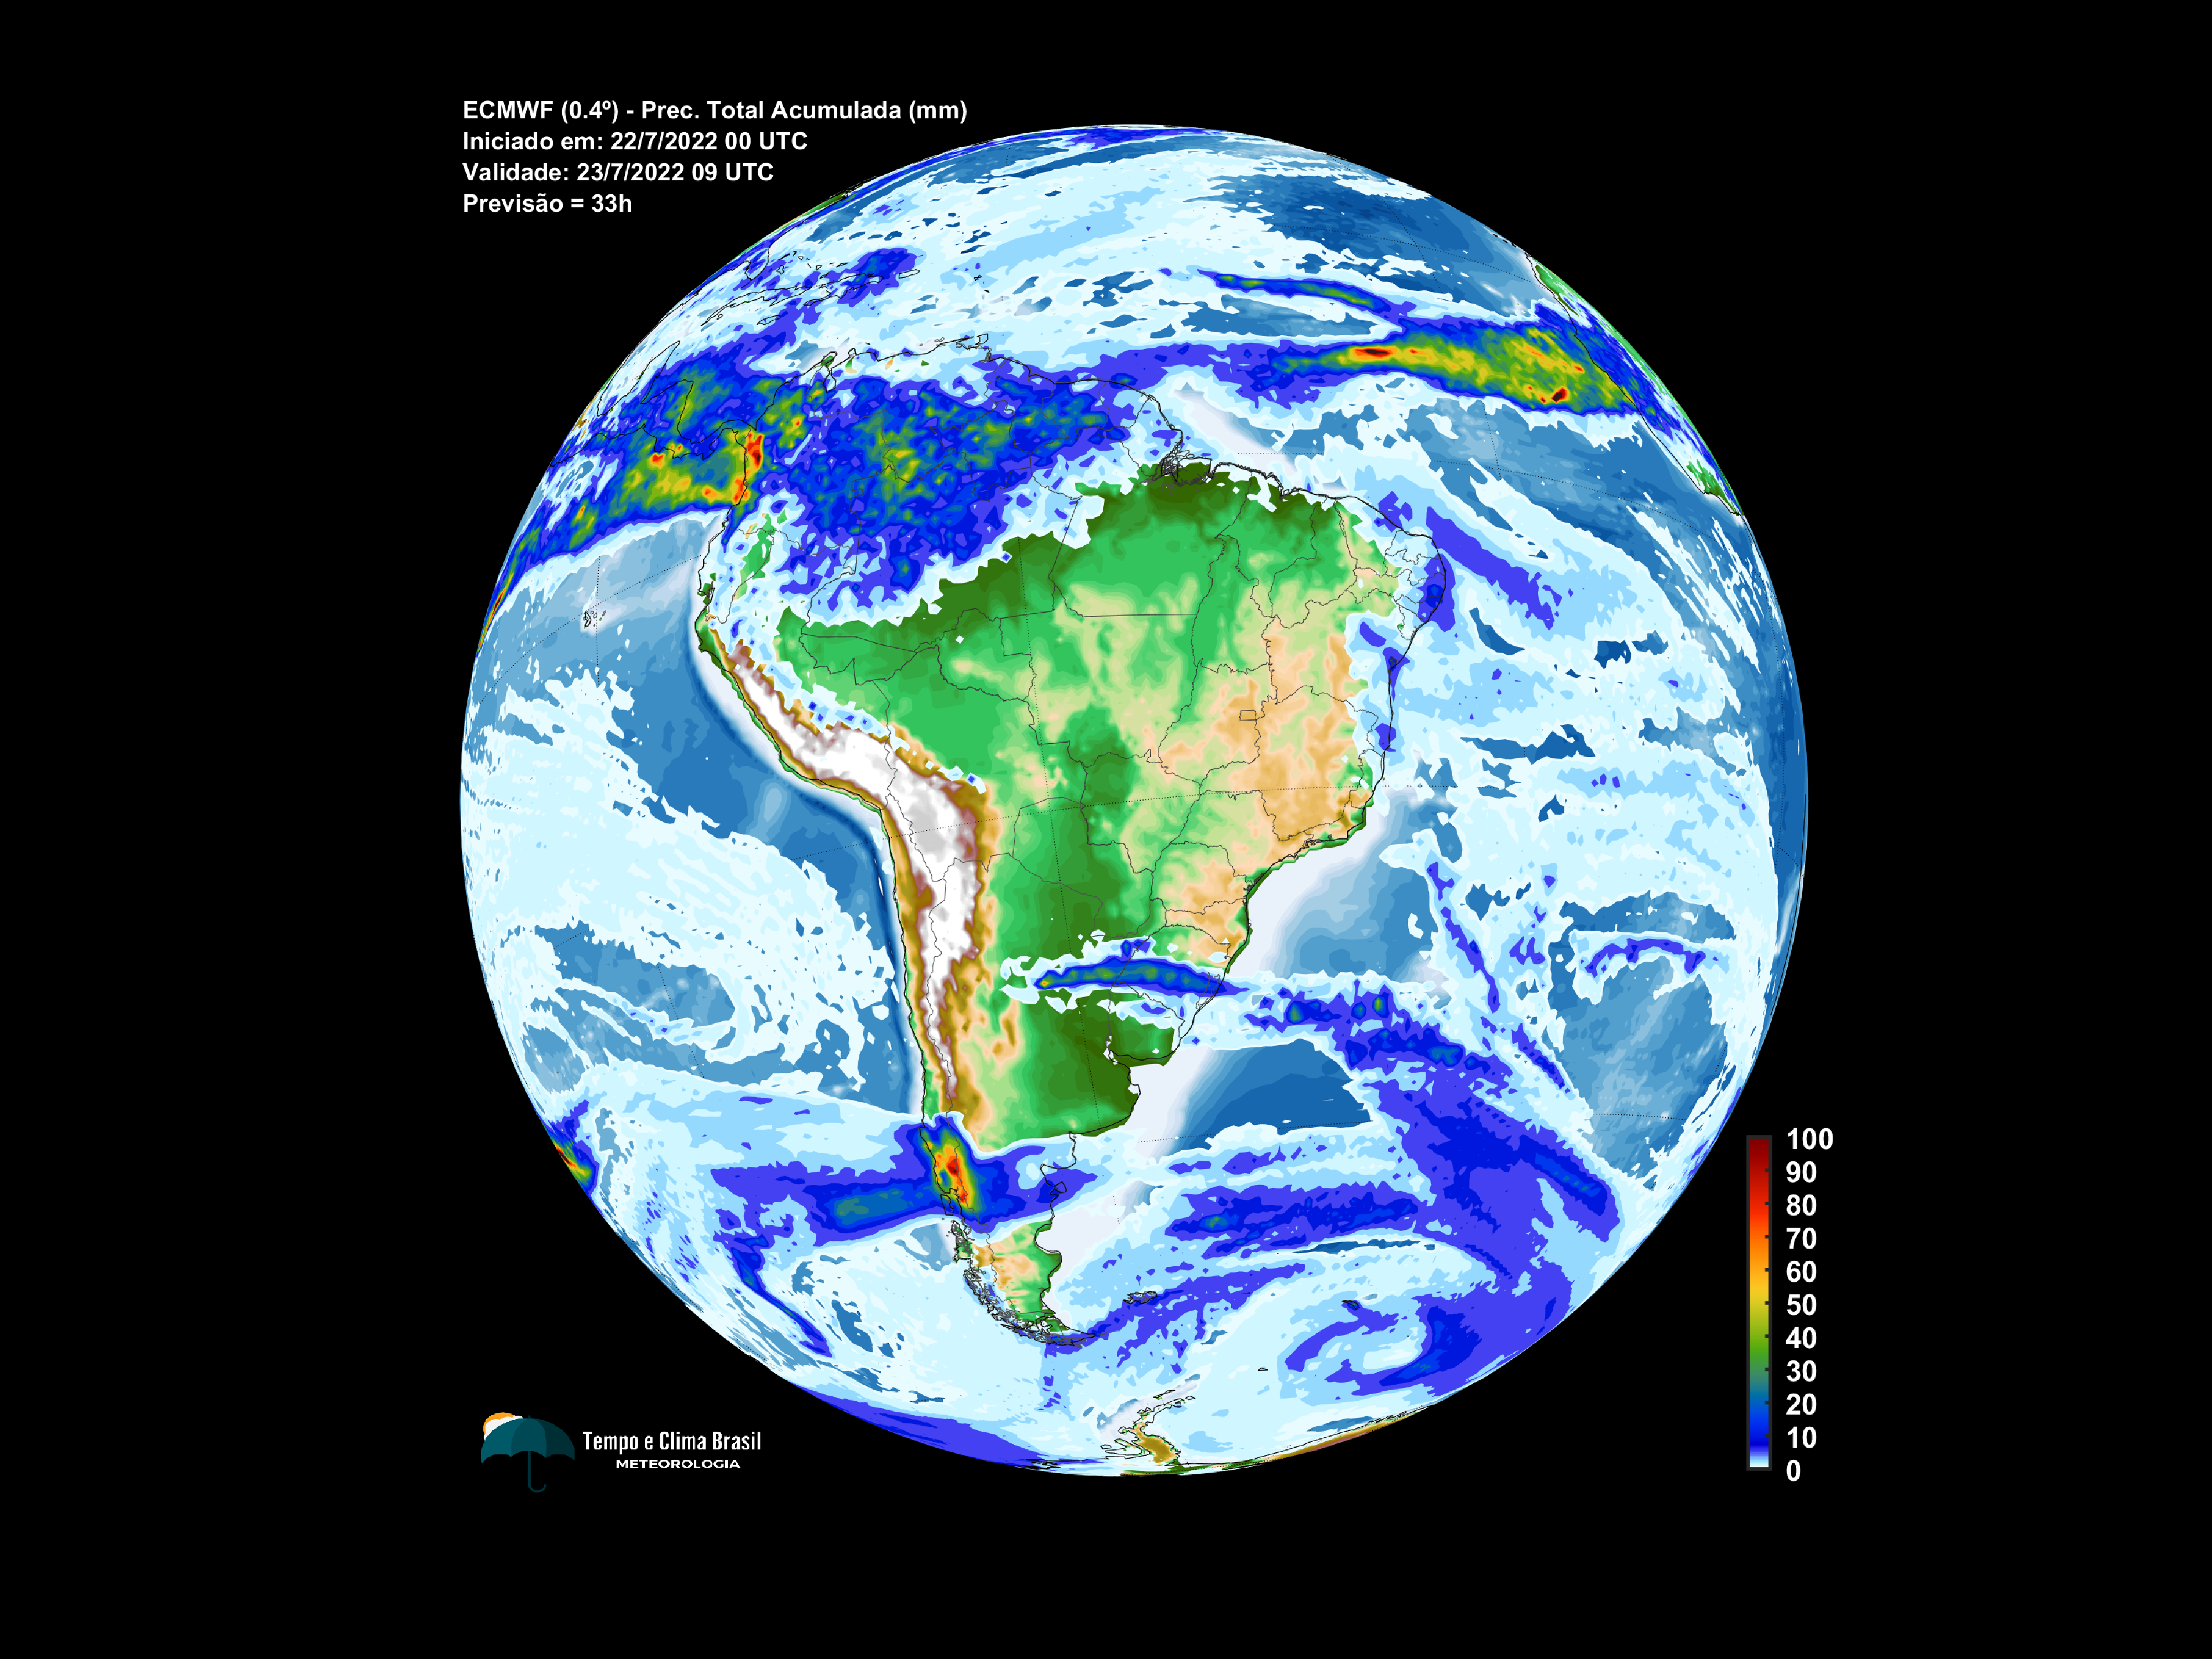 ECMWF (0.4º) - Prec. Total Acumulada (mm)
Iniciado em: 22/7/2022 00 UTC
Validade: 23/7/2022 09 UTC
Previsão = 33h
100
90
80
70
60
50
40
30
20
10
0
Tempo e Clima Brasil
METEOROLOGIA